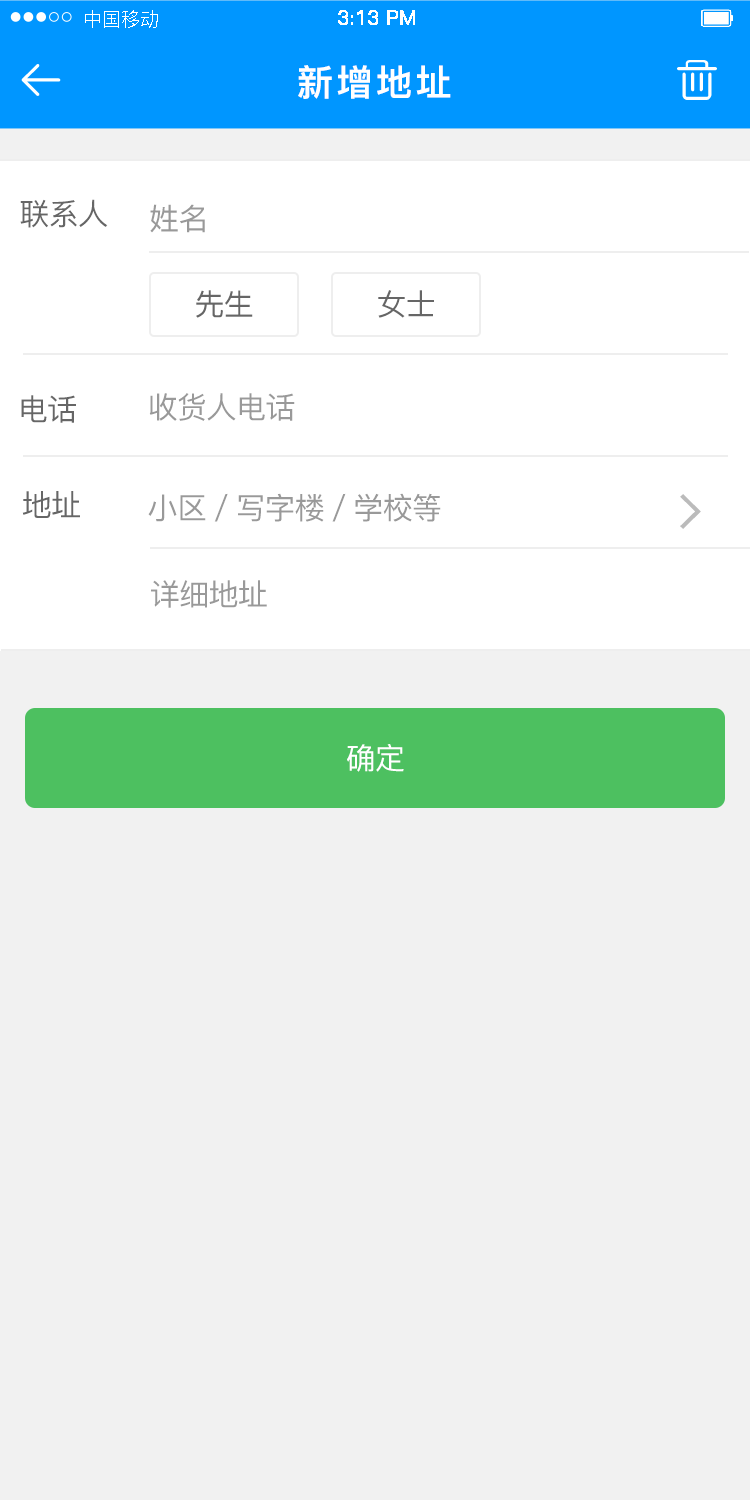 中国移动 3:13 PM
新增地址
联系人 姓名
先生 女士
电话 收货人电话
地址 小区 / 写字楼 / 学校等
详细地址
确定